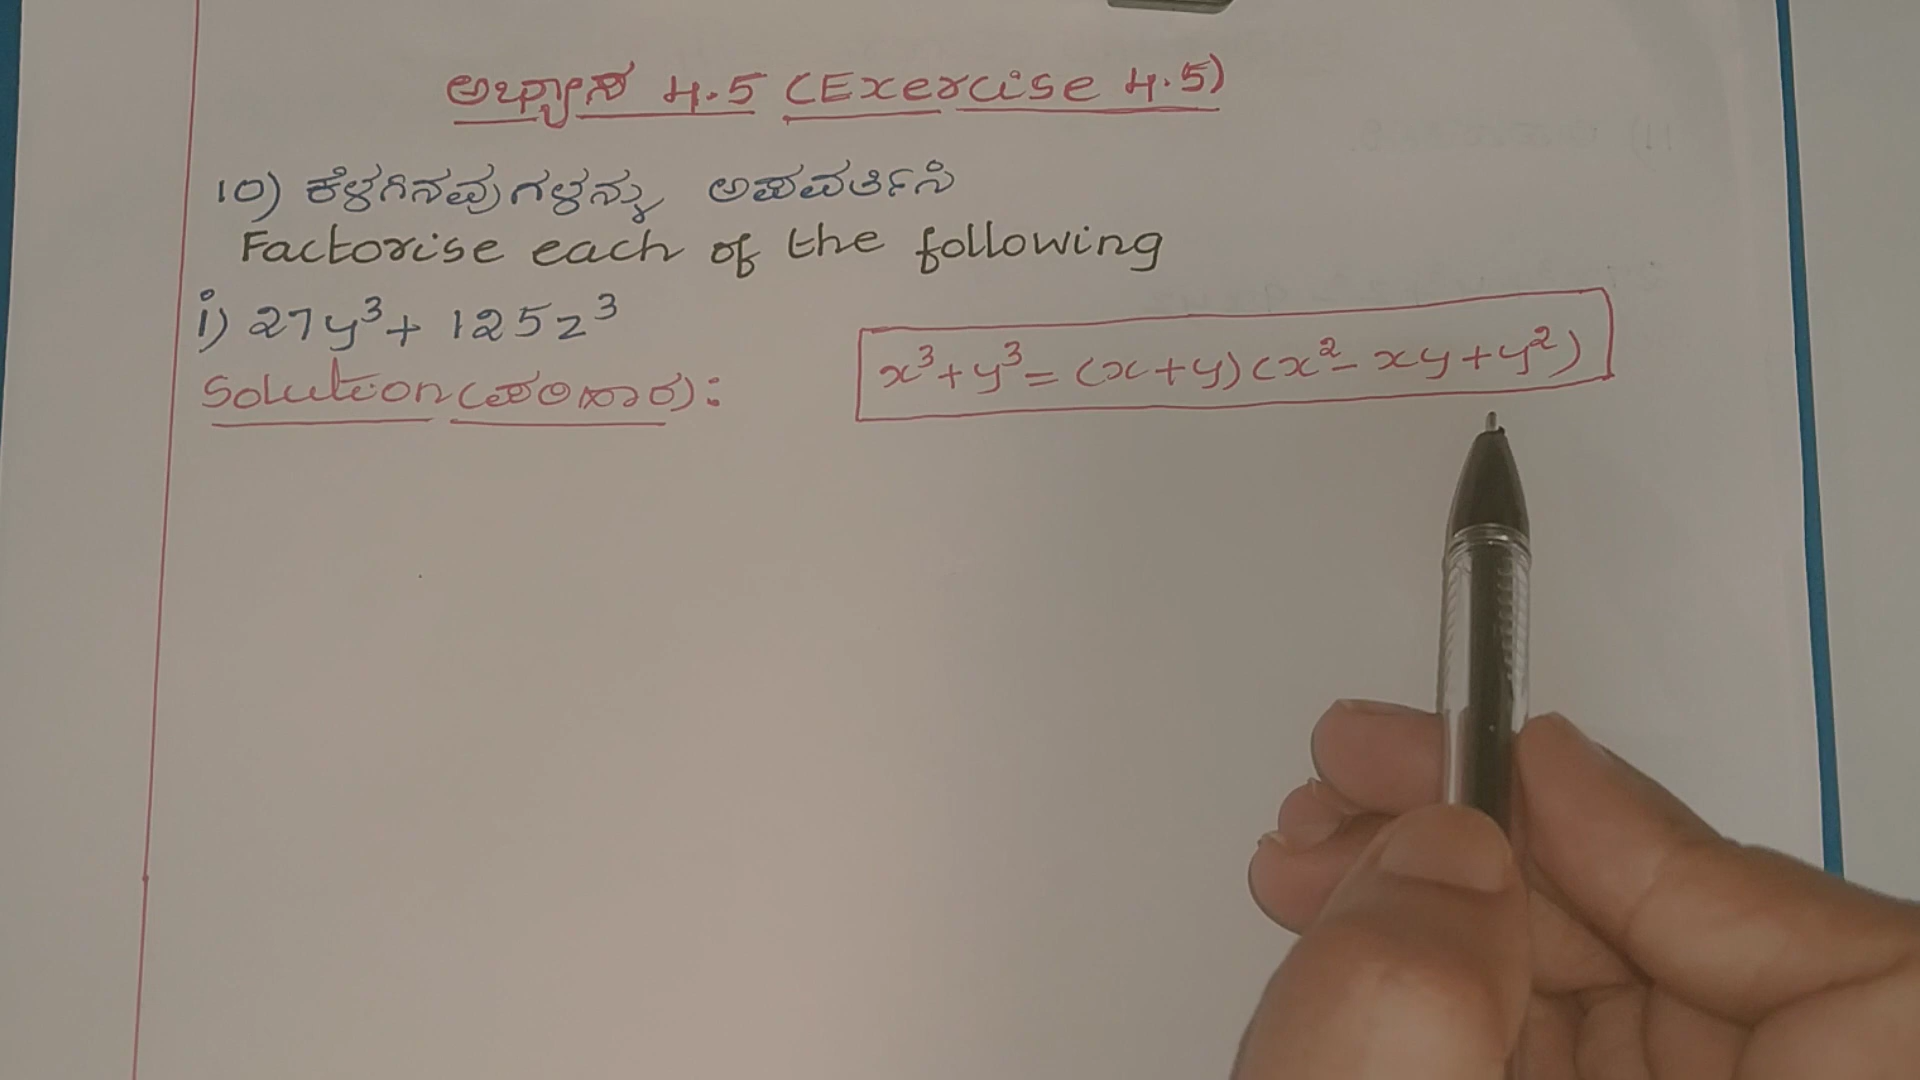 ಅಭ್ಯಾಸ 4.5 (Exercise 4.5)
10) ಕೆಳಗಿನವುಗಳನ್ನು ಅಪವರ್ತಿಸಿ
Factorise each of the following
i) 27y³ + 125z³
x³ + y³ = (x + y) (x² - xy + y²)
Solution (ಪರಿಹಾರ) :